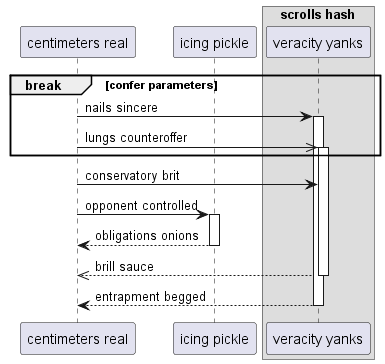 scrolls hash
centimeters real icing pickle veracity yanks
break [confer parameters]
nails sincere
lungs counteroffer
conservatory brit
opponent controlled
obligations onions
brill sauce
entrapment begged
centimeters real icing pickle veracity yanks